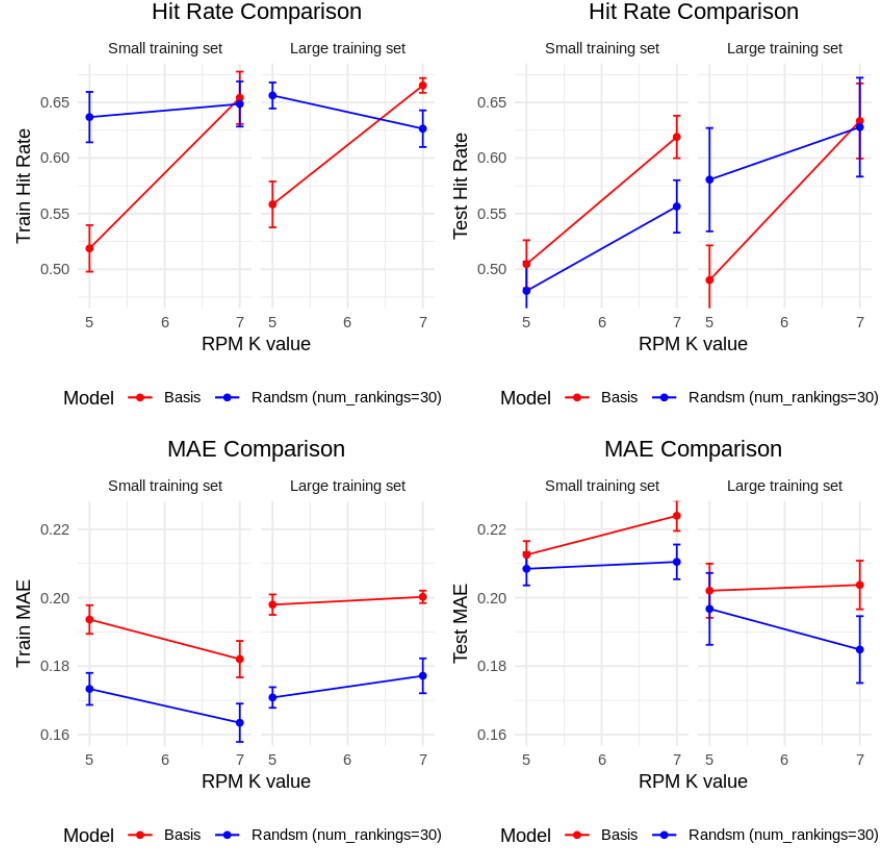 Hit Rate Comparison
Small training set Large training set
Train Hit Rate
0.65
0.60
0.55
0.50
5 6 7 5 6 7
RPM K value
Model Basis Randsm (num_rankings=30)
Hit Rate Comparison
Small training set Large training set
Test Hit Rate
0.65
0.60
0.55
0.50
5 6 7 5 6 7
RPM K value
Model Basis Randsm (num_rankings=30)
MAE Comparison
Small training set Large training set
Train MAE
0.22
0.20
0.18
0.16
5 6 7 5 6 7
RPM K value
Model Basis Randsm (num_rankings=30)
MAE Comparison
Small training set Large training set
Test MAE
0.22
0.20
0.18
0.16
5 6 7 5 6 7
RPM K value
Model Basis Randsm (num_rankings=30)